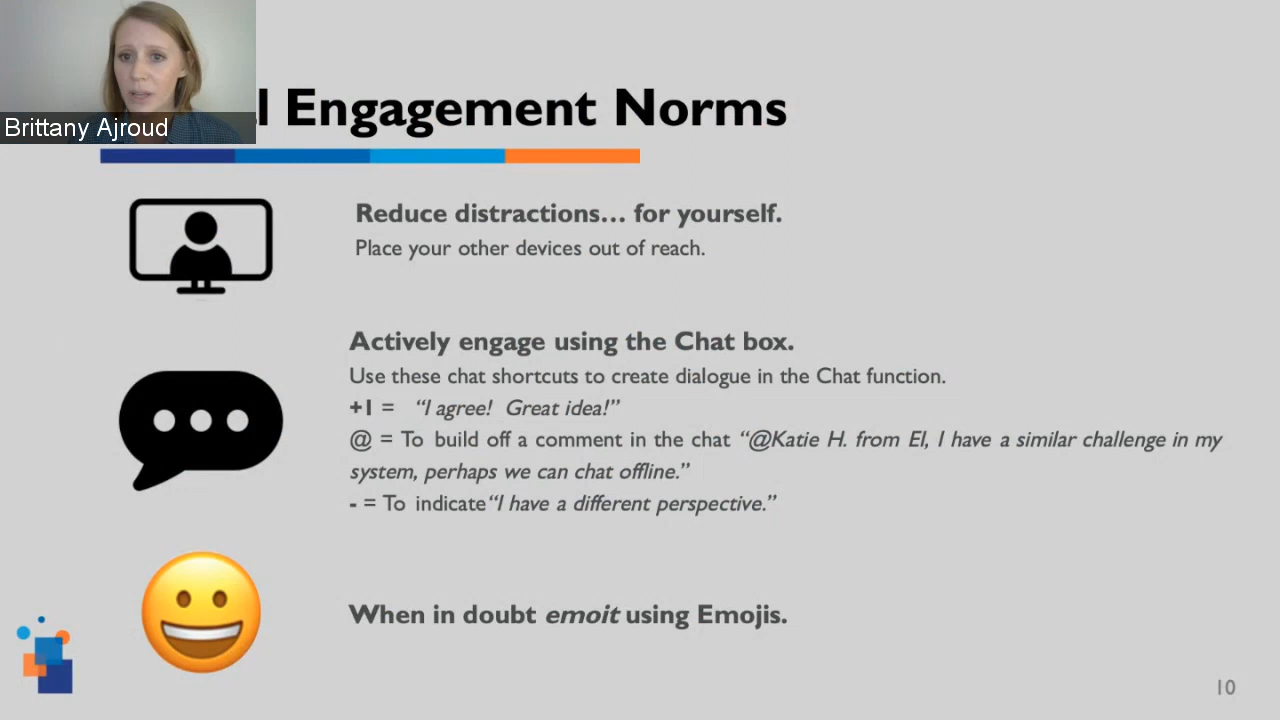 Brittany Ajroud
Engagement Norms
Reduce distractions... for yourself.
Place your other devices out of reach.
Actively engage using the Chat box.
Use these chat shortcuts to create dialogue in the Chat function.
+1 = “I agree! Great idea!”
@ = To build off a comment in the chat “@Katie H. from EI, I have a similar challenge in my
system, perhaps we can chat offline.”
- = To indicate “I have a different perspective.”
When in doubt emoit using Emojis.
10